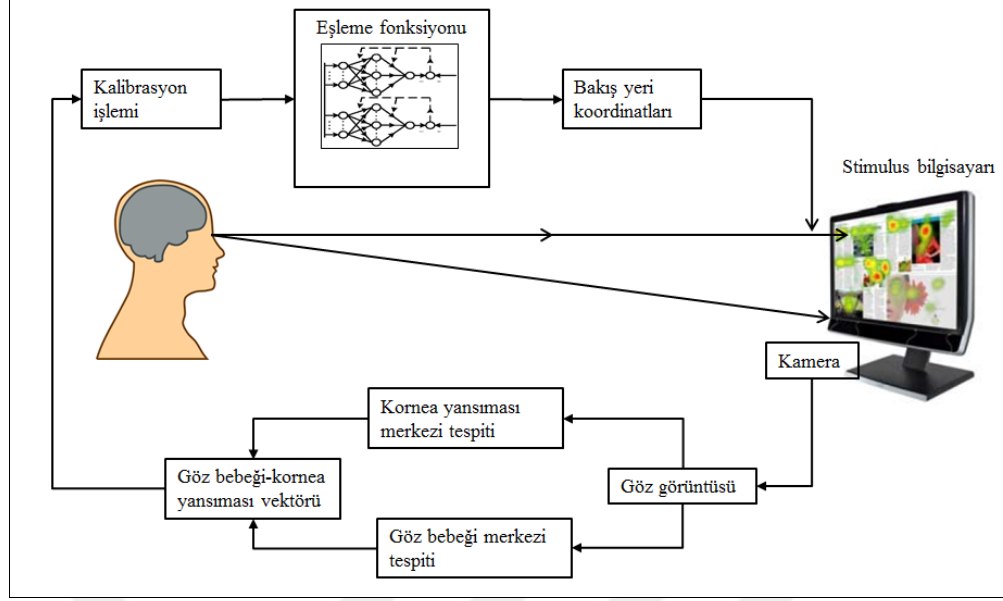 Eşleme fonksiyonu
Kalibrasyon
işlemi
Bakış yeri
koordinatları
Stimulus bilgisayarı
Kamera
Kornea yansıması
merkezi tespiti
Göz bebeği-kornea
yansıması vektörü
Göz görüntüsü
Göz bebeği merkezi
tespiti